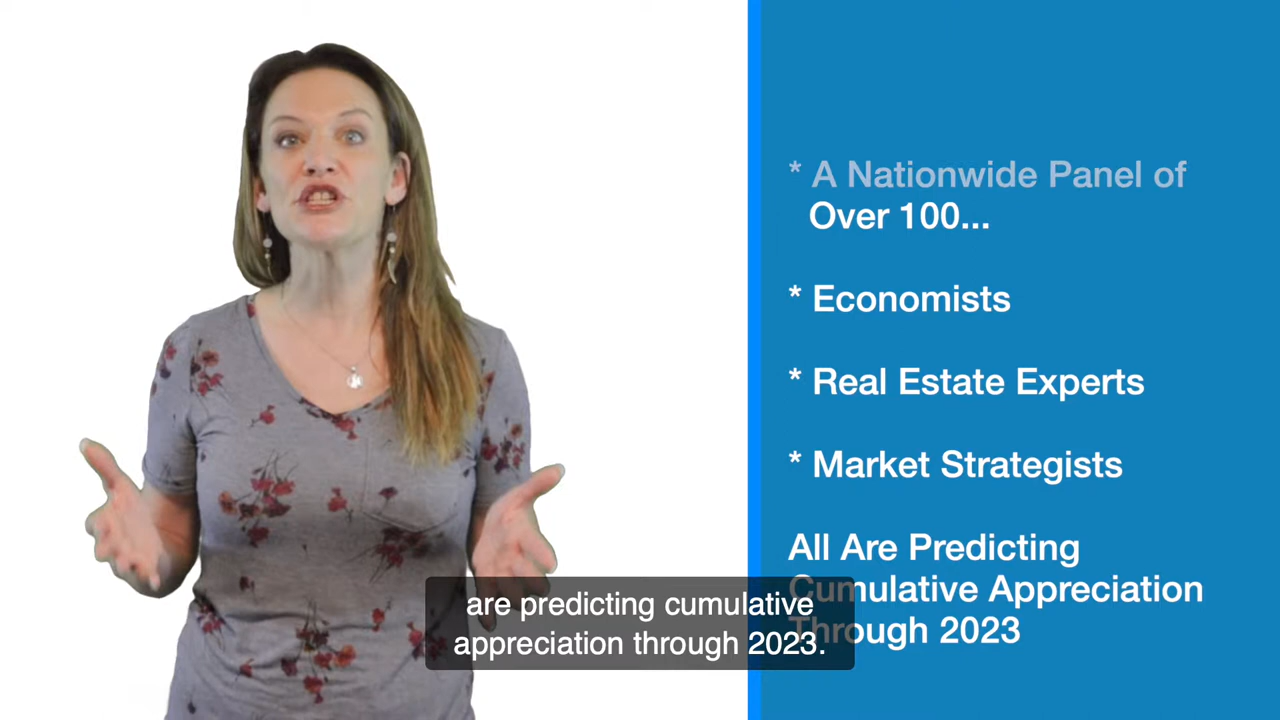 * A Nationwide Panel of
Over 100...
* Economists
* Real Estate Experts
* Market Strategists
All Are Predicting
Cumulative Appreciation
Through 2023
are predicting cumulative
appreciation through 2023.